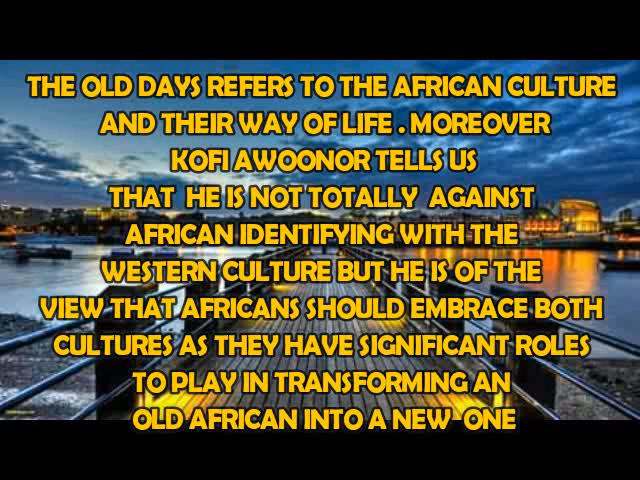 THE OLD DAYS REFERS TO THE AFRICAN CULTURE
AND THEIR WAY OF LIFE . MOREOVER
KOFI AWOONOR TELLS US
THAT HE IS NOT TOTALLY AGAINST
AFRICAN IDENTIFYING WITH THE
WESTERN CULTURE BUT HE IS OF THE
VIEW THAT AFRICANS SHOULD EMBRACE BOTH
CULTURES AS THEY HAVE SIGNIFICANT ROLES
TO PLAY IN TRANSFORMING AN
OLD AFRICAN INTO A NEW ONE